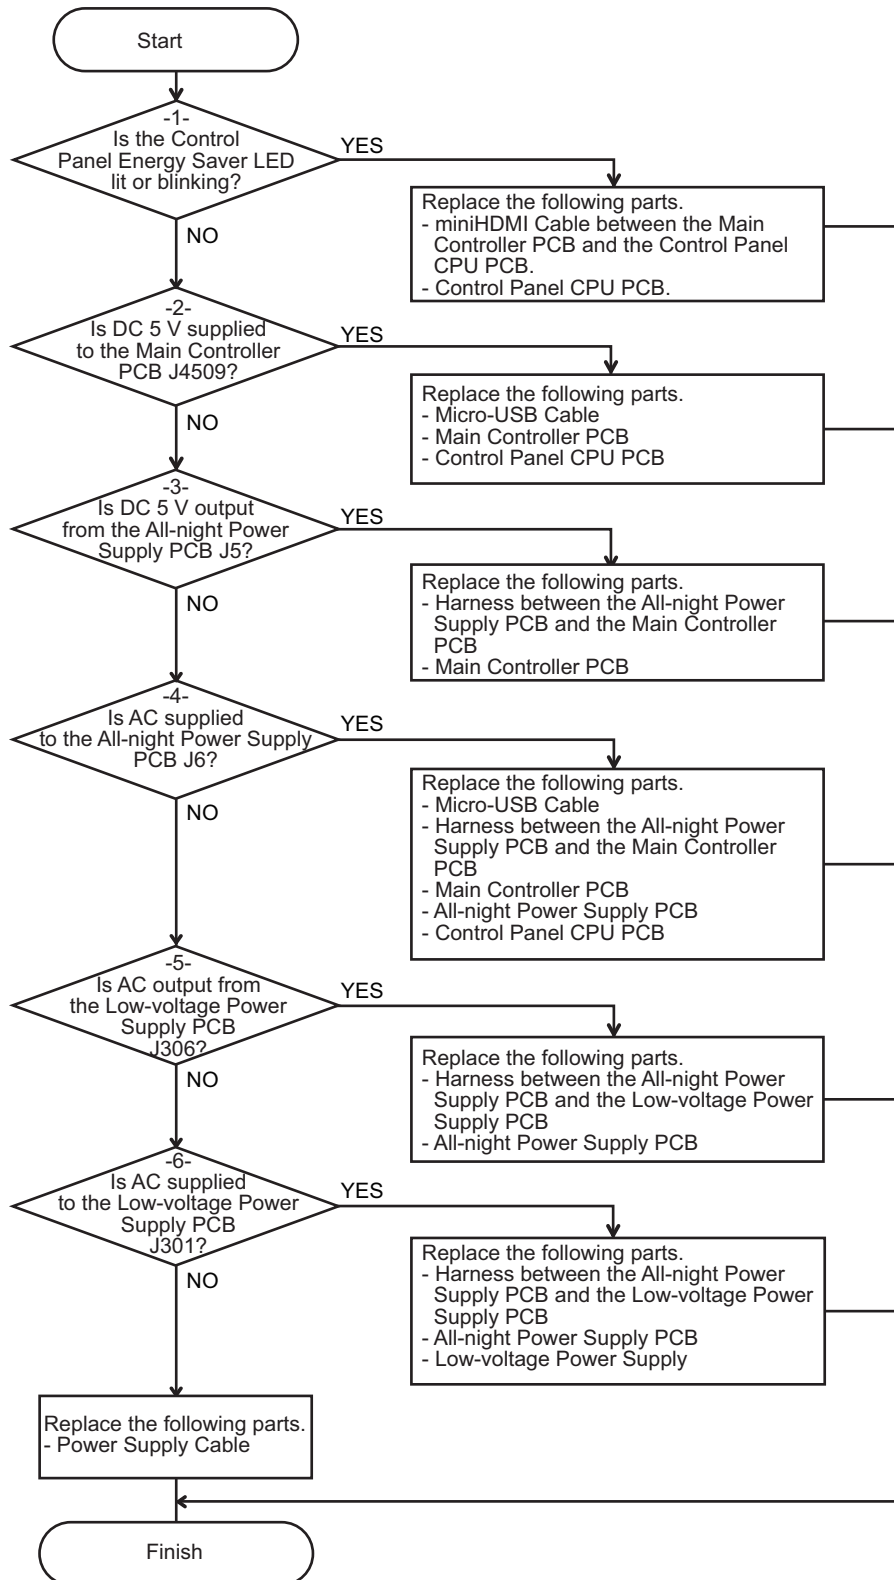 Start
-1-
Is the Control
Panel Energy Saver LED
lit or blinking?
YES
Replace the following parts.
- miniHDMI Cable between the Main
Controller PCB and the Control Panel
CPU PCB.
- Control Panel CPU PCB.
NO
-2-
Is DC 5 V supplied
to the Main Controller
PCB J4509?
YES
Replace the following parts.
- Micro-USB Cable
- Main Controller PCB
- Control Panel CPU PCB
NO
-3-
Is DC 5 V output
from the All-night Power
Supply PCB J5?
YES
Replace the following parts.
- Harness between the All-night Power
Supply PCB and the Main Controller
PCB
- Main Controller PCB
NO
-4-
Is AC supplied
to the All-night Power Supply
PCB J6?
YES
Replace the following parts.
- Micro-USB Cable
- Harness between the All-night Power
Supply PCB and the Main Controller
PCB
- Main Controller PCB
- All-night Power Supply PCB
- Control Panel CPU PCB
NO
-5-
Is AC output from
the Low-voltage Power
Supply PCB
J306?
YES
Replace the following parts.
- Harness between the All-night Power
Supply PCB and the Low-voltage Power
Supply PCB
- All-night Power Supply PCB
NO
-6-
Is AC supplied
to the Low-voltage Power
Supply PCB
J301?
YES
Replace the following parts.
- Harness between the All-night Power
Supply PCB and the Low-voltage Power
Supply PCB
- All-night Power Supply PCB
- Low-voltage Power Supply
NO
Replace the following parts.
- Power Supply Cable
Finish